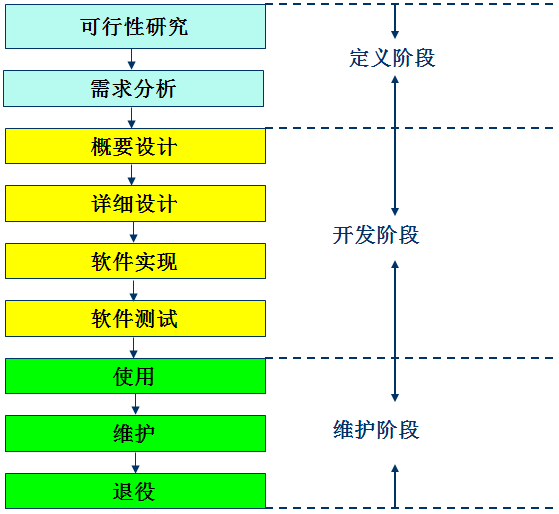 可行性研究
定义阶段
需求分析
概要设计
详细设计
开发阶段
软件实现
软件测试
使用
维护
维护阶段
退役